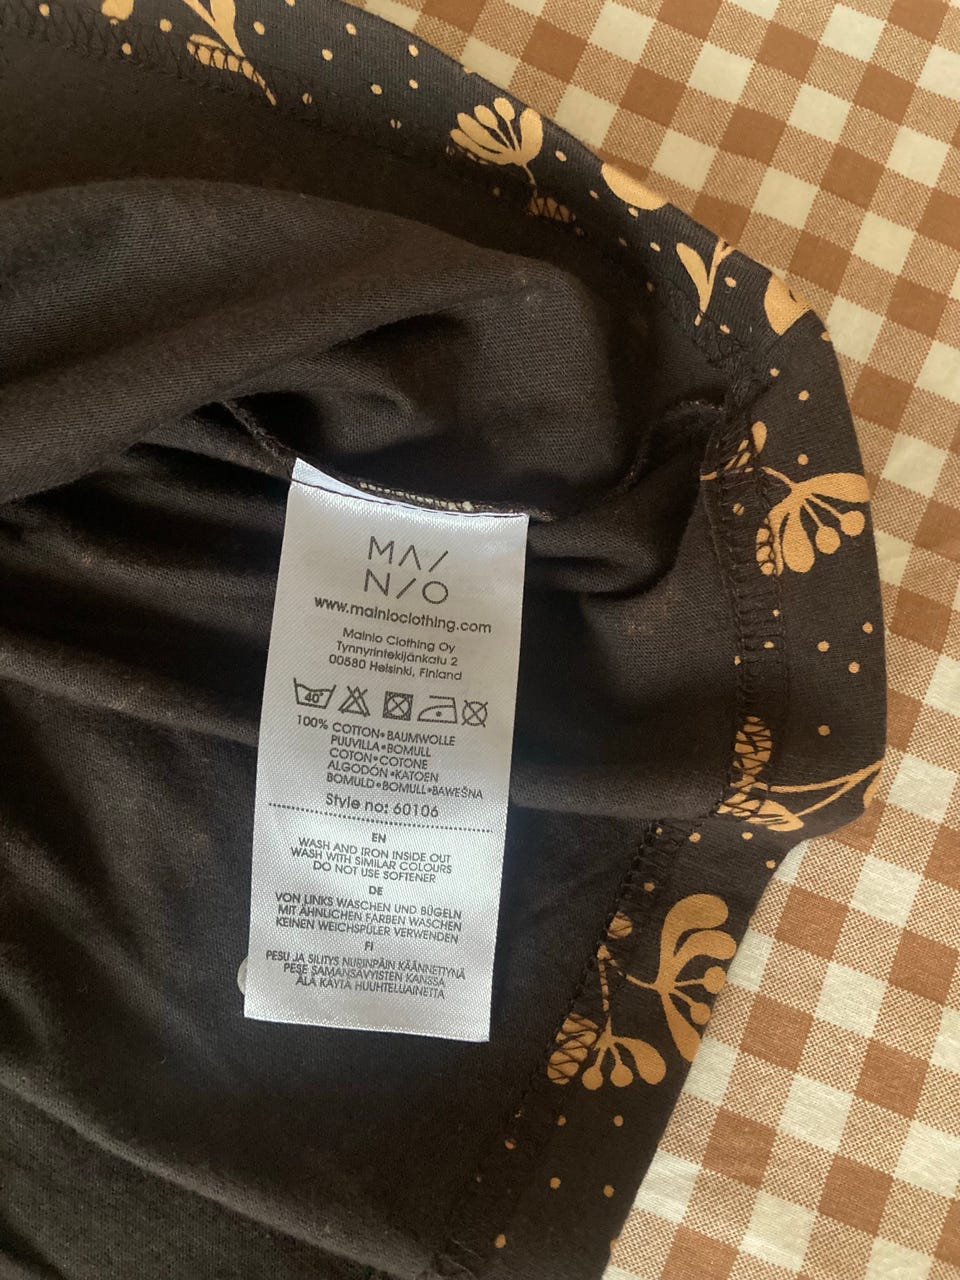 MAI
NIO
www.mainioclothing.com
Mainio Clothing Oy
Tynnyrintekijänkatu 2
00580 Helsinki, Finland
40°
100% COTTON•BAUMWOLLE
PUUVILLA•BOMULL
COTON•COTONE
ALGODÓN•KATOEN
BOMULD•BOMULL•BAWEŠNA
Style no: 60106
EN
WASH AND IRON INSIDE OUT
WASH WITH SIMILAR COLOURS
DO NOT USE SOFTENER
DE
VON LINKS WASCHEN UND BÜGELN
MIT ÄHNLICHEN FARBEN WASCHEN
KEINEN WEICHSPÜLER VERWENDEN
FI
PESU JA SILITYS NURINPÄIN KÄÄNNETTYNÄ
PESE SAMANSÄVYISTEN KANSSA
ÄLÄ KÄYTÄ HUUHTELUAINETTA